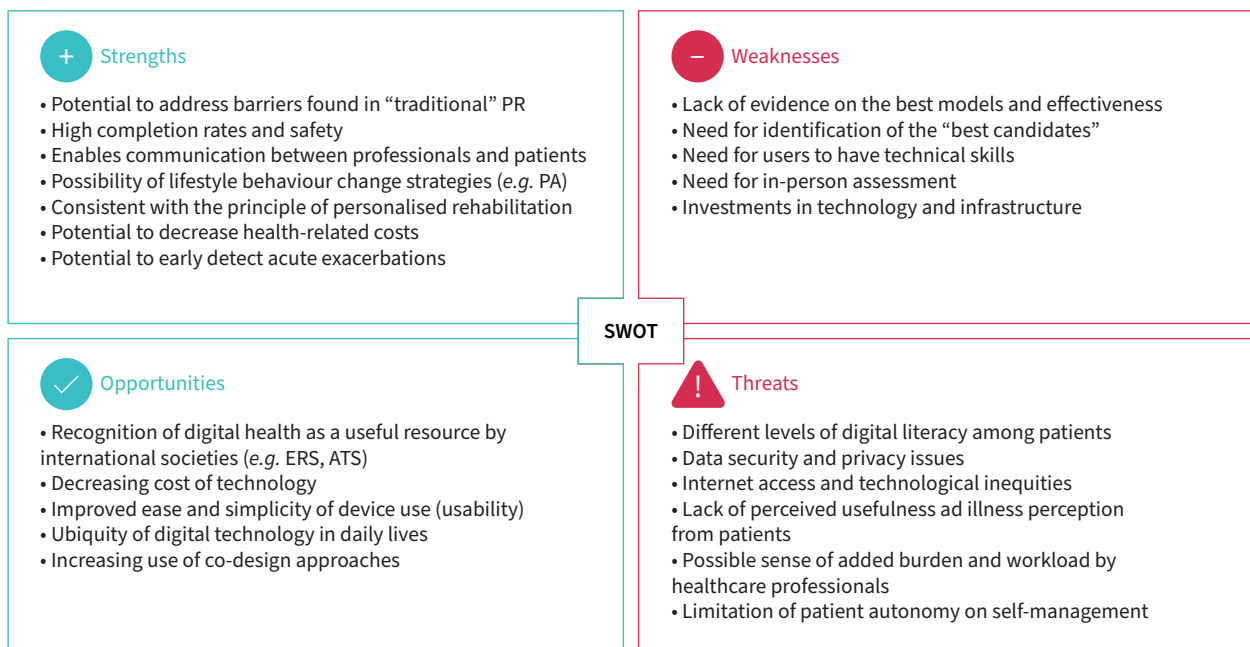 + Strengths
• Potential to address barriers found in “traditional” PR
• High completion rates and safety
• Enables communication between professionals and patients
• Possibility of lifestyle behaviour change strategies (e.g. PA)
• Consistent with the principle of personalised rehabilitation
• Potential to decrease health-related costs
• Potential to early detect acute exacerbations
– Weaknesses
• Lack of evidence on the best models and effectiveness
• Need for identification of the “best candidates”
• Need for users to have technical skills
• Need for in-person assessment
• Investments in technology and infrastructure
SWOT
Opportunities
• Recognition of digital health as a useful resource by
international societies (e.g. ERS, ATS)
• Decreasing cost of technology
• Improved ease and simplicity of device use (usability)
• Ubiquity of digital technology in daily lives
• Increasing use of co-design approaches
! Threats
• Different levels of digital literacy among patients
• Data security and privacy issues
• Internet access and technological inequities
• Lack of perceived usefulness ad illness perception
from patients
• Possible sense of added burden and workload by
healthcare professionals
• Limitation of patient autonomy on self-management